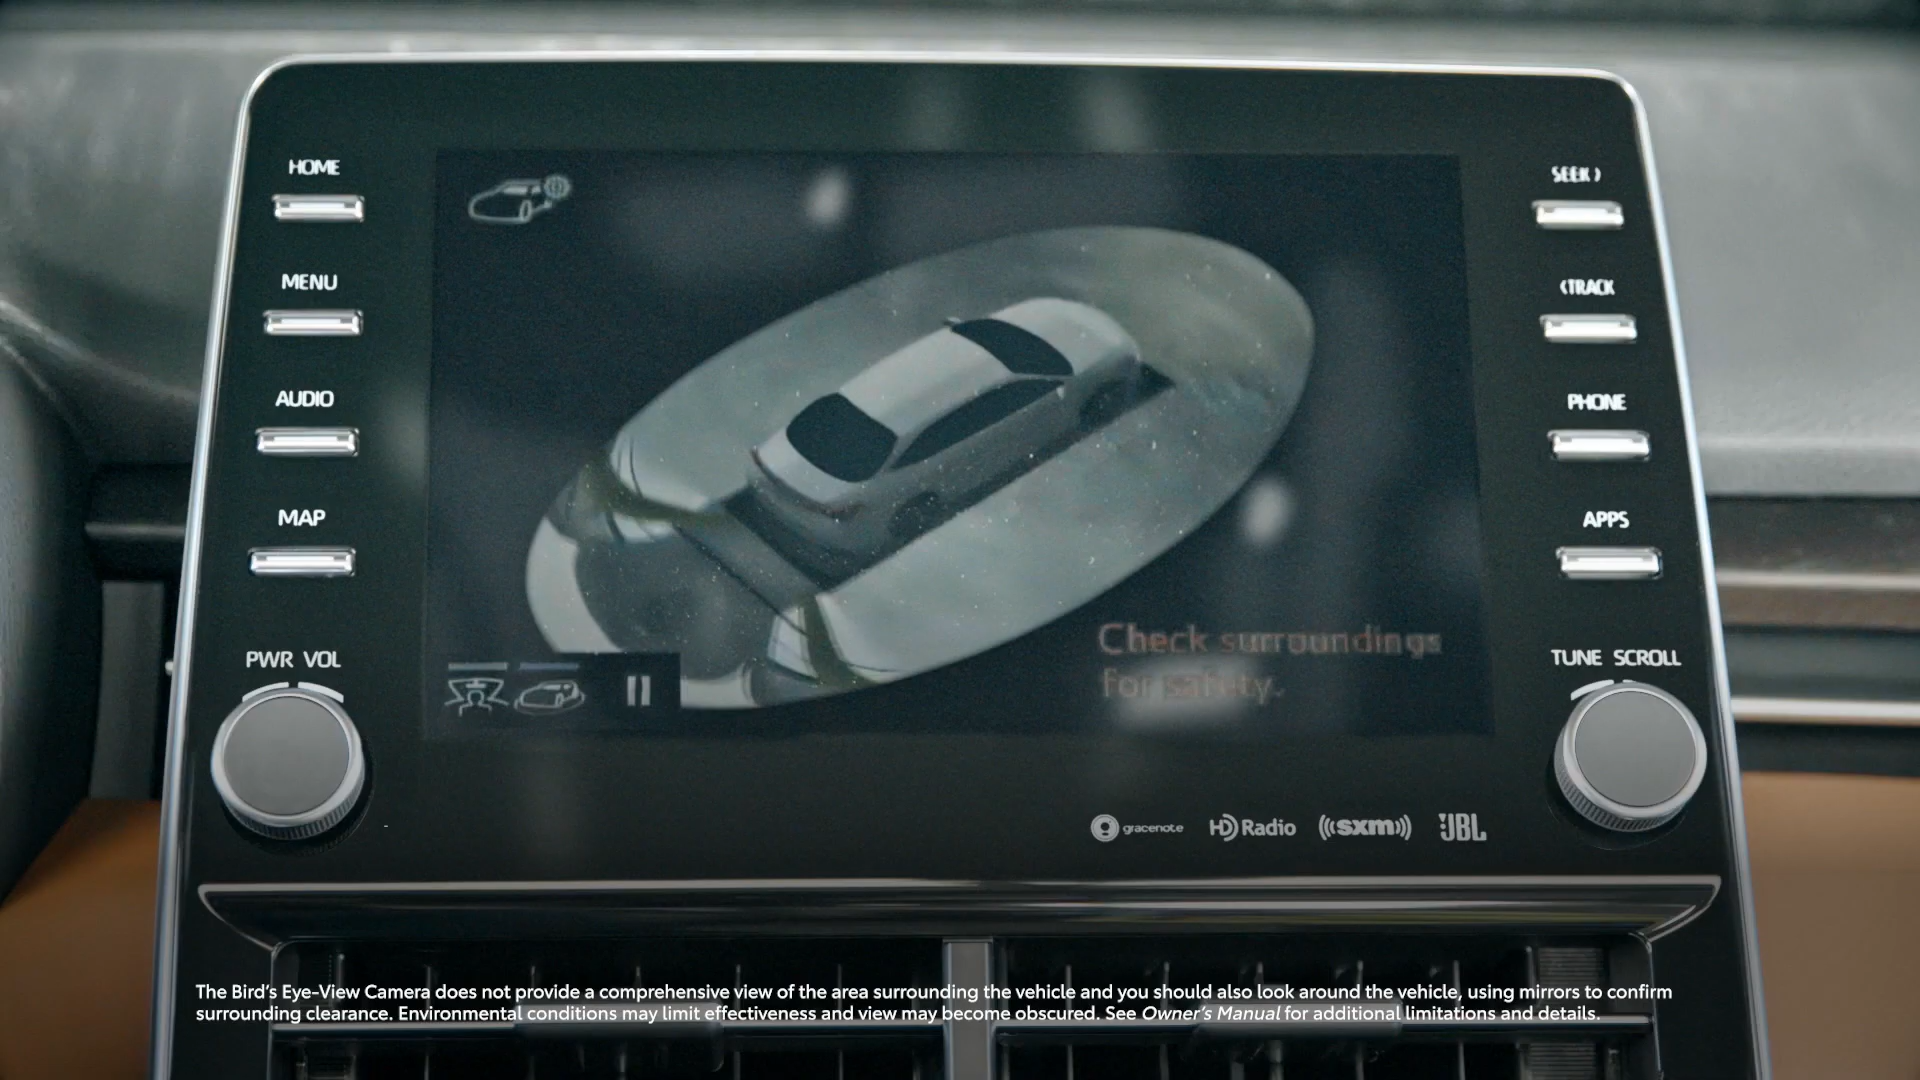 HOME
MENU
AUDIO
MAP
PWR VOL
SEEK ⟩
⟨TRACK
PHONE
APPS
TUNE SCROLL
Check surroundings
for safety.
gracenote
HD Radio
((sxm))
JBL
The Bird's Eye-View Camera does not provide a comprehensive view of the area surrounding the vehicle and you should also look around the vehicle, using mirrors to confirm
surrounding clearance. Environmental conditions may limit effectiveness and view may become obscured. See Owner's Manual for additional limitations and details.